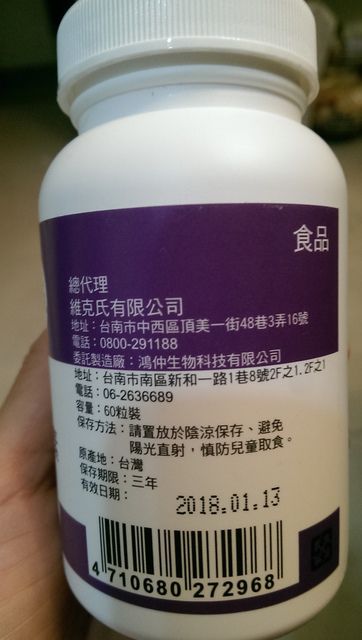 食品
總代理
維克氏有限公司
地址：台南市中西區頂美一街48巷3弄16號
電話：0800-291188
委託製造廠：鴻仲生物科技有限公司
地址：台南市南區新和一路1巷8號2F之1. 2F之1
電話：06-2636689
容量：60粒裝
保存方法：請置放於陰涼保存、避免
陽光直射，慎防兒童取食。
原產地：台灣
保存期限：三年
有效日期：
2018.01.13
4 710680 272968